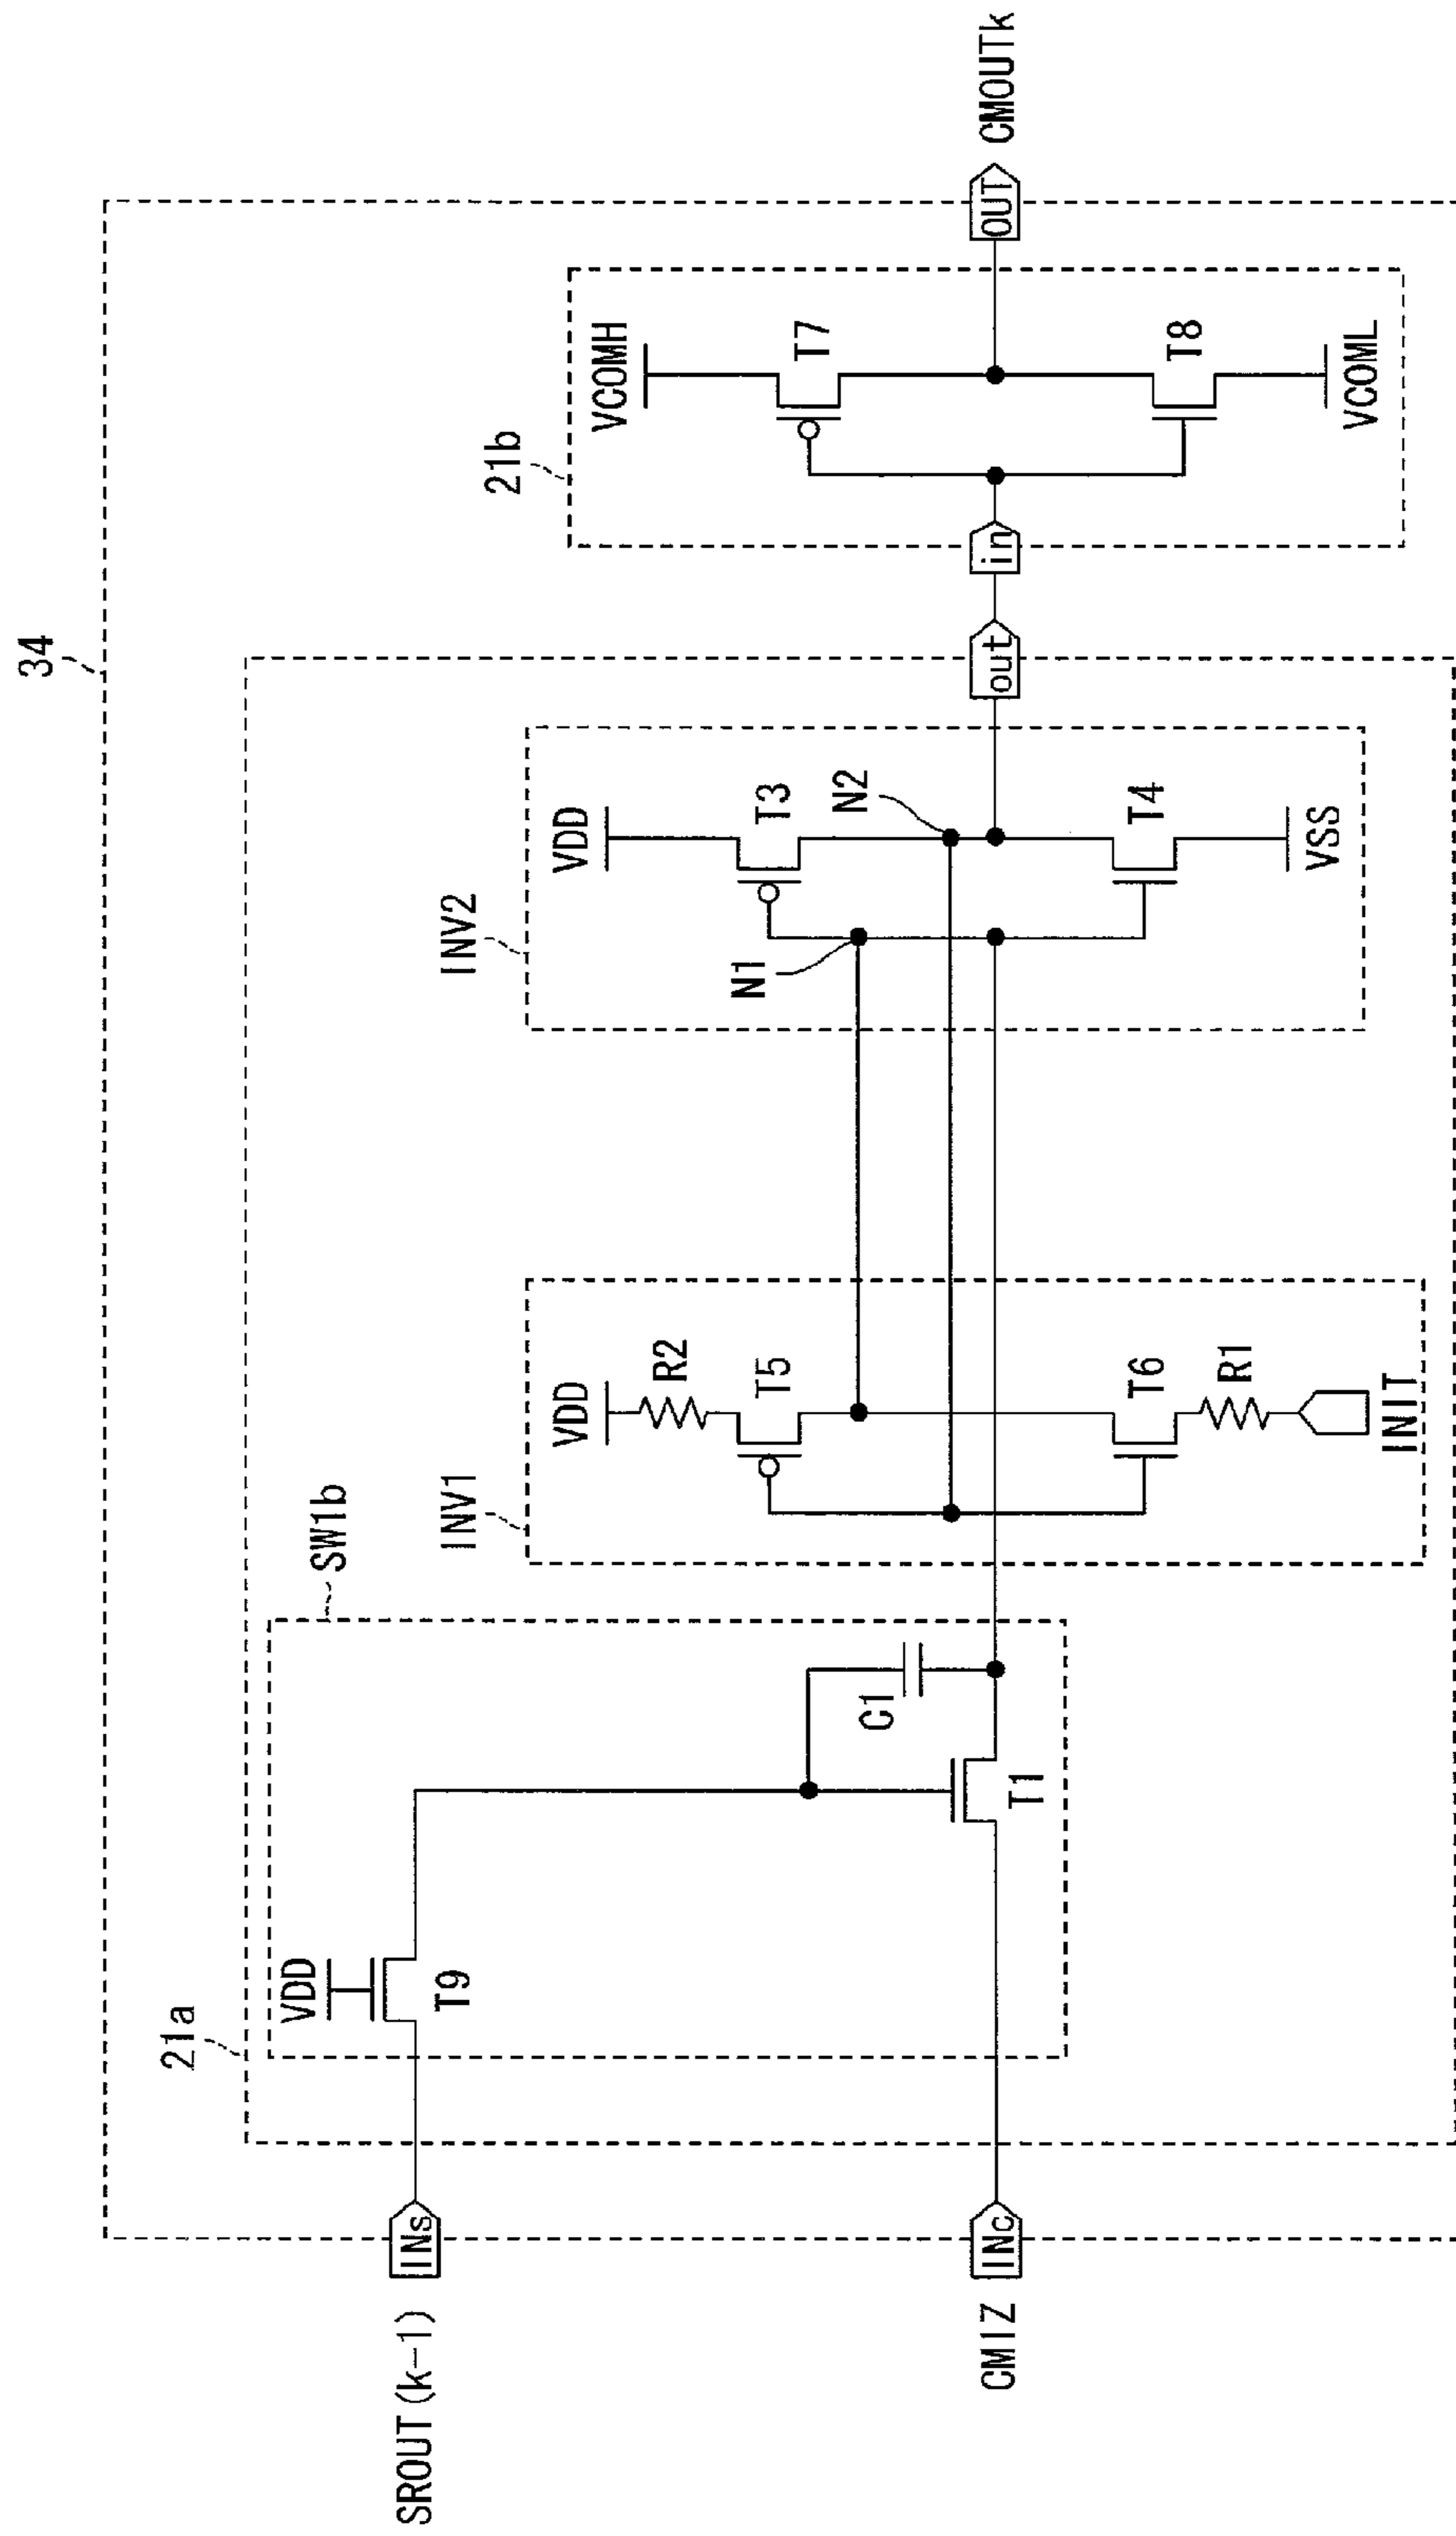 34
21a
SW1b
INV1
INV2
21b
VDD
T9
C1
T1
VDD
R2
T5
T6
R1
INIT
VDD
T3
N1
N2
T4
VSS
VCOMH
T7
T8
VCOML
SROUT(k-1)
INs
CMIZ
INc
out
in
OUT
CMOUTk